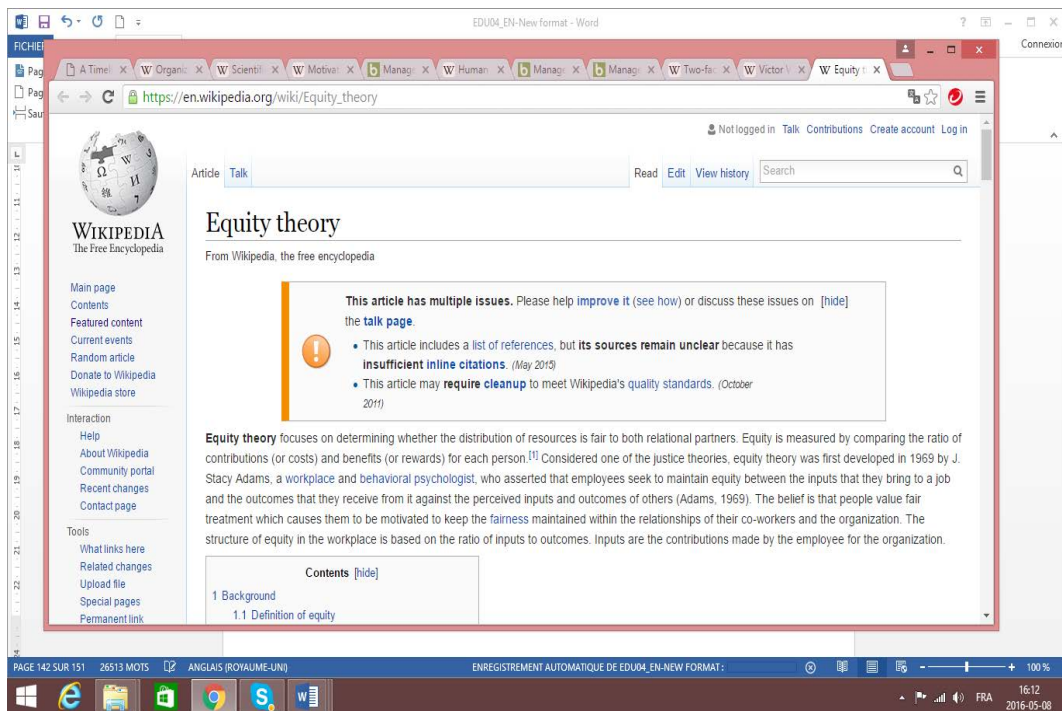 EDU04_EN-New format - Word
FICHIE
Connexion
Pag
Pag
Sau
A Timel
Organi
Scientifi
Motivat
Manage
Human
Manage
Manage
Two-fac
Victor V
Equity t
https://en.wikipedia.org/wiki/Equity_theory
Not logged in Talk Contributions Create account Log in
Article Talk
Read Edit View history Search
WIKIPEDIA
The Free Encyclopedia
Main page
Contents
Featured content
Current events
Random article
Donate to Wikipedia
Wikipedia store
Interaction
Help
About Wikipedia
Community portal
Recent changes
Contact page
Tools
What links here
Related changes
Upload file
Special pages
Permanent link
Equity theory
From Wikipedia, the free encyclopedia
This article has multiple issues. Please help improve it (see how) or discuss these issues on [hide]
the talk page.
• This article includes a list of references, but its sources remain unclear because it has
insufficient inline citations. (May 2015)
• This article may require cleanup to meet Wikipedia's quality standards. (October
2011)
Equity theory focuses on determining whether the distribution of resources is fair to both relational partners. Equity is measured by comparing the ratio of
contributions (or costs) and benefits (or rewards) for each person.[1] Considered one of the justice theories, equity theory was first developed in 1969 by J.
Stacy Adams, a workplace and behavioral psychologist, who asserted that employees seek to maintain equity between the inputs that they bring to a job
and the outcomes that they receive from it against the perceived inputs and outcomes of others (Adams, 1969). The belief is that people value fair
treatment which causes them to be motivated to keep the fairness maintained within the relationships of their co-workers and the organization. The
structure of equity in the workplace is based on the ratio of inputs to outcomes. Inputs are the contributions made by the employee for the organization.
Contents [hide]
1 Background
1.1 Definition of equity
PAGE 142 SUR 151 26513 MOTS ANGLAIS (ROYAUME-UNI) ENREGISTREMENT AUTOMATIQUE DE EDU04_EN-NEW FORMAT : 100 %
FRA
16:12
2016-05-08